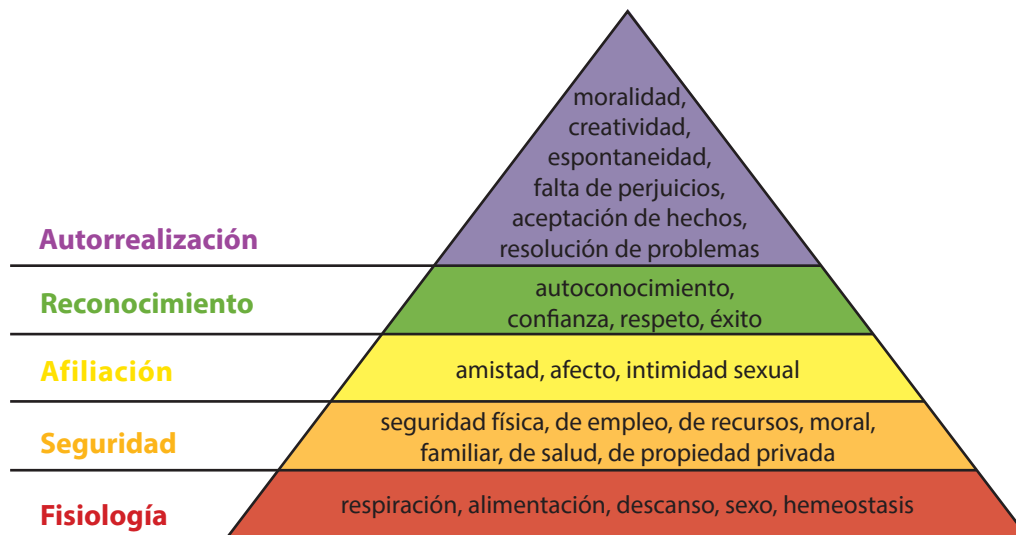 moralidad,
creatividad,
espontaneidad,
falta de perjuicios,
aceptación de hechos,
resolución de problemas
Autorrealización
autoconocimiento,
confianza, respeto, éxito
Reconocimiento
amistad, afecto, intimidad sexual
Afiliación
seguridad física, de empleo, de recursos, moral,
familiar, de salud, de propiedad privada
Seguridad
respiración, alimentación, descanso, sexo, hemeostasis
Fisiología